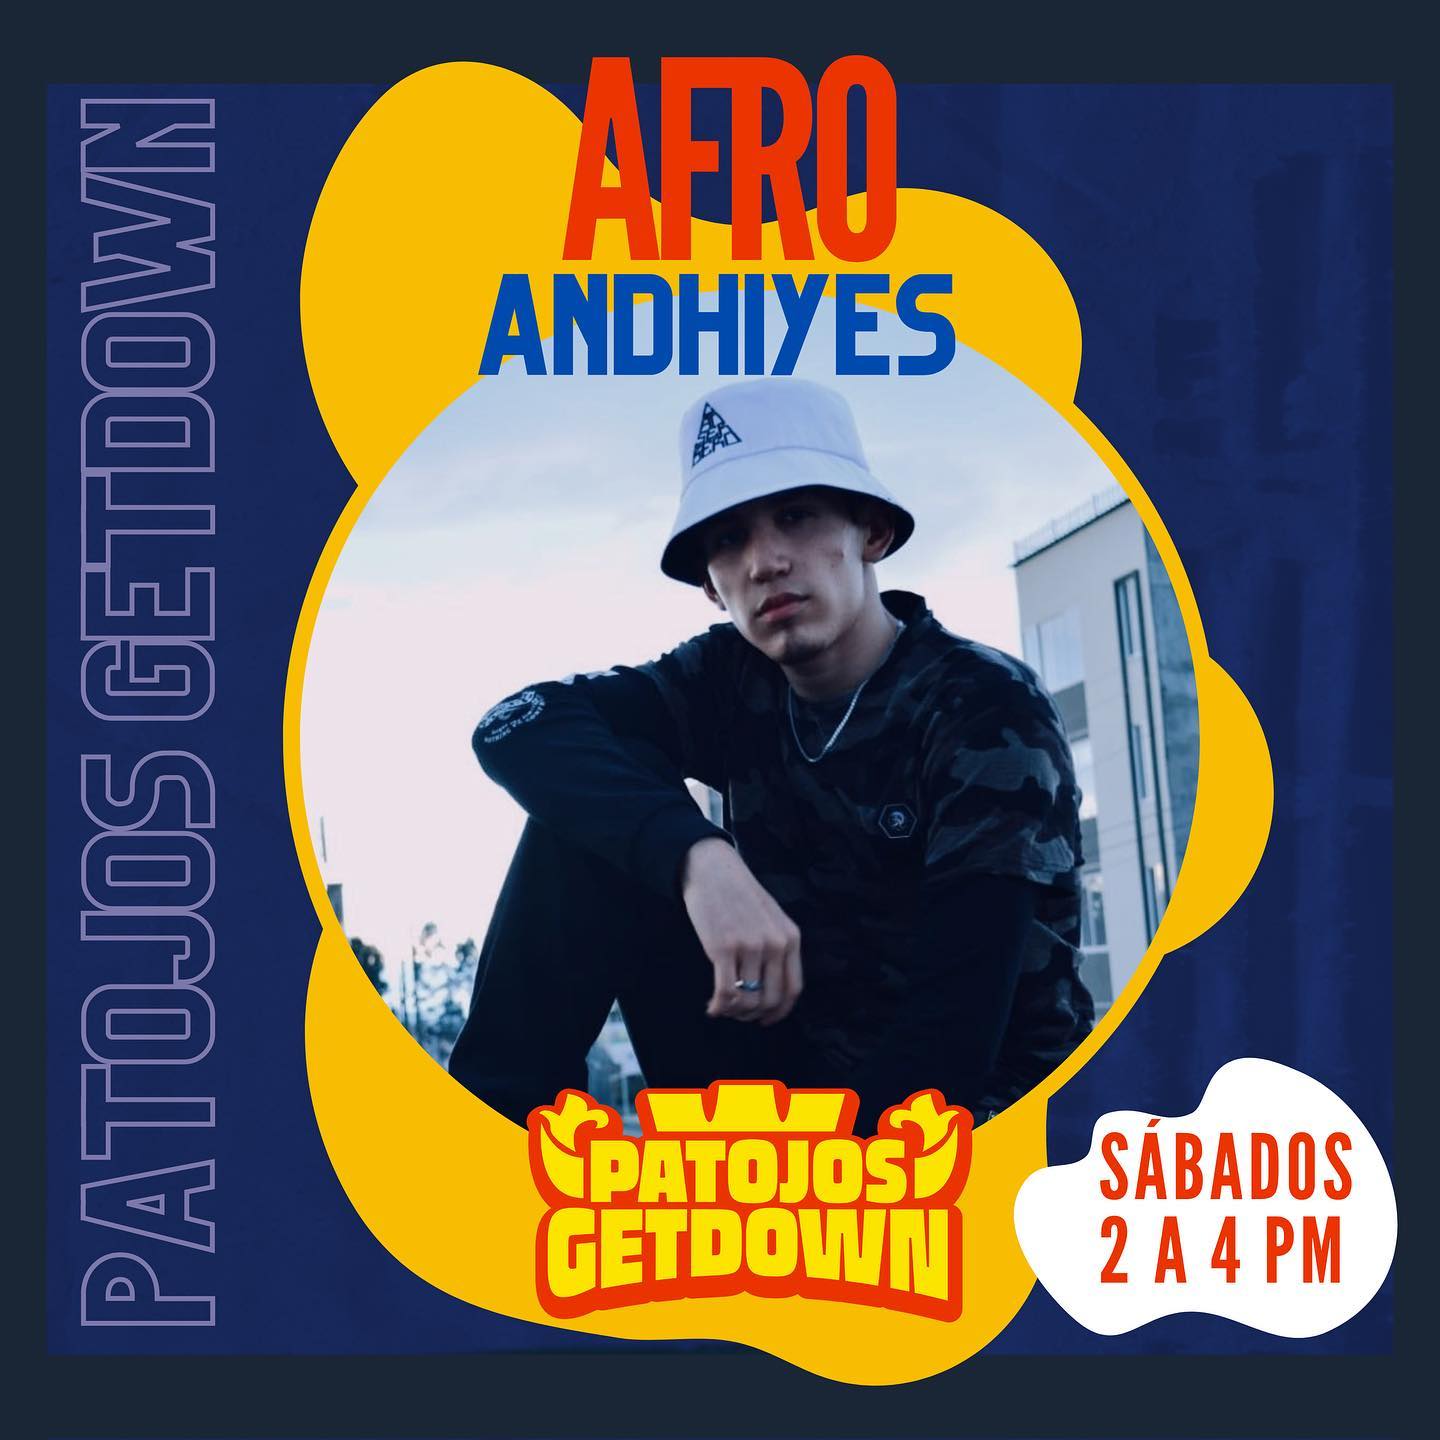 PATOJOS GETDOWN
AFRO
ANDHIYES
PATOJOS
GETDOWN
SÁBADOS
2 A 4 PM